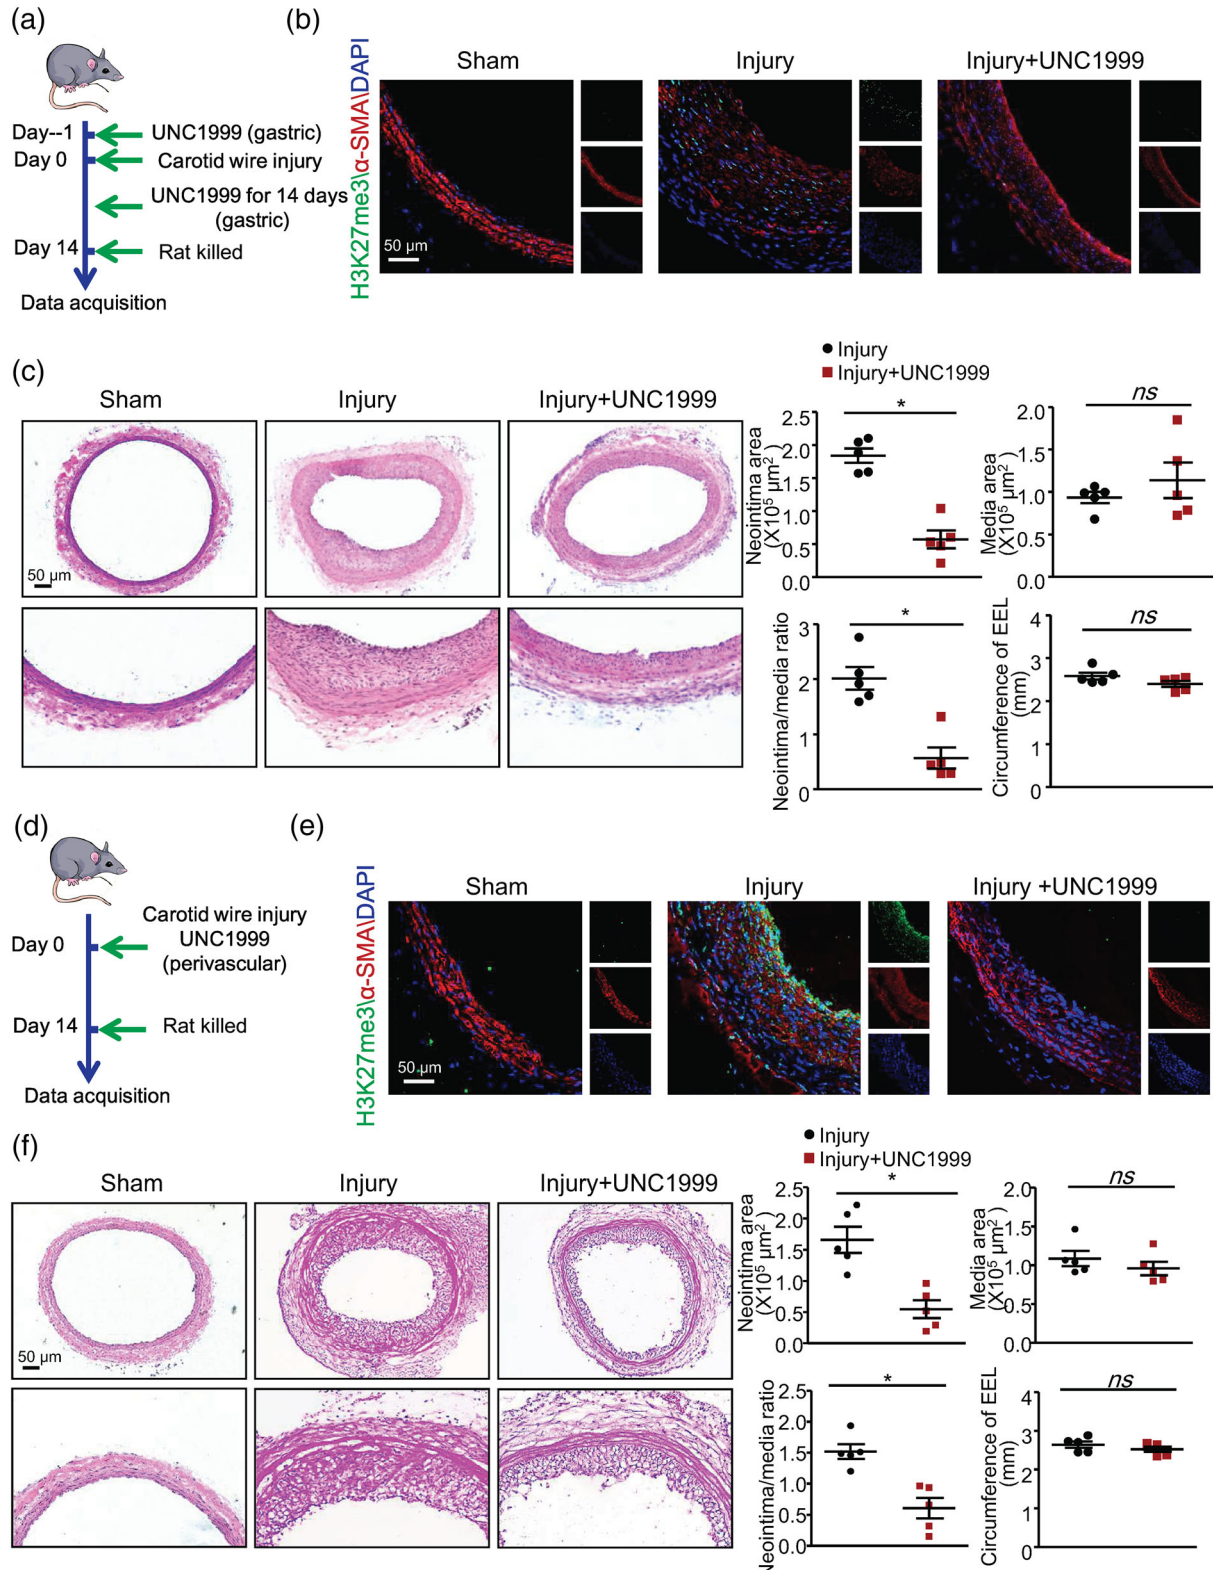 (a)
Day--1
UNC1999 (gastric)
Day 0
Carotid wire injury
UNC1999 for 14 days
(gastric)
Day 14
Rat killed
Data acquisition
(b)
H3K27me3\α-SMA\DAPI
Sham
Injury
Injury+UNC1999
50 µm
(c)
Sham
Injury
Injury+UNC1999
50 µm
Injury
Injury+UNC1999
Neointima area
(X10⁵ µm²)
2.5
2.0
1.5
1.0
0.5
0.0
*
Media area
(X10⁵ µm²)
2.0
1.5
1.0
0.5
0.0
ns
Neointima/media ratio
3
2
1
0
*
Circumference of EEL
(mm)
4
3
2
1
0
ns
(d)
Day 0
Carotid wire injury
UNC1999
(perivascular)
Day 14
Rat killed
Data acquisition
(e)
H3K27me3\α-SMA\DAPI
Sham
Injury
Injury +UNC1999
50 µm
(f)
Sham
Injury
Injury+UNC1999
50 µm
Injury
Injury+UNC1999
Neointima area
(X10⁵ µm²)
2.5
2.0
1.5
1.0
0.5
0.0
*
Media area
(X10⁵ µm²)
2.0
1.5
1.0
0.5
0.0
ns
Neointima/media ratio
2.5
1.5
1.0
0.5
0.0
*
Circumference of EEL
(mm)
4
3
2
1
0
ns